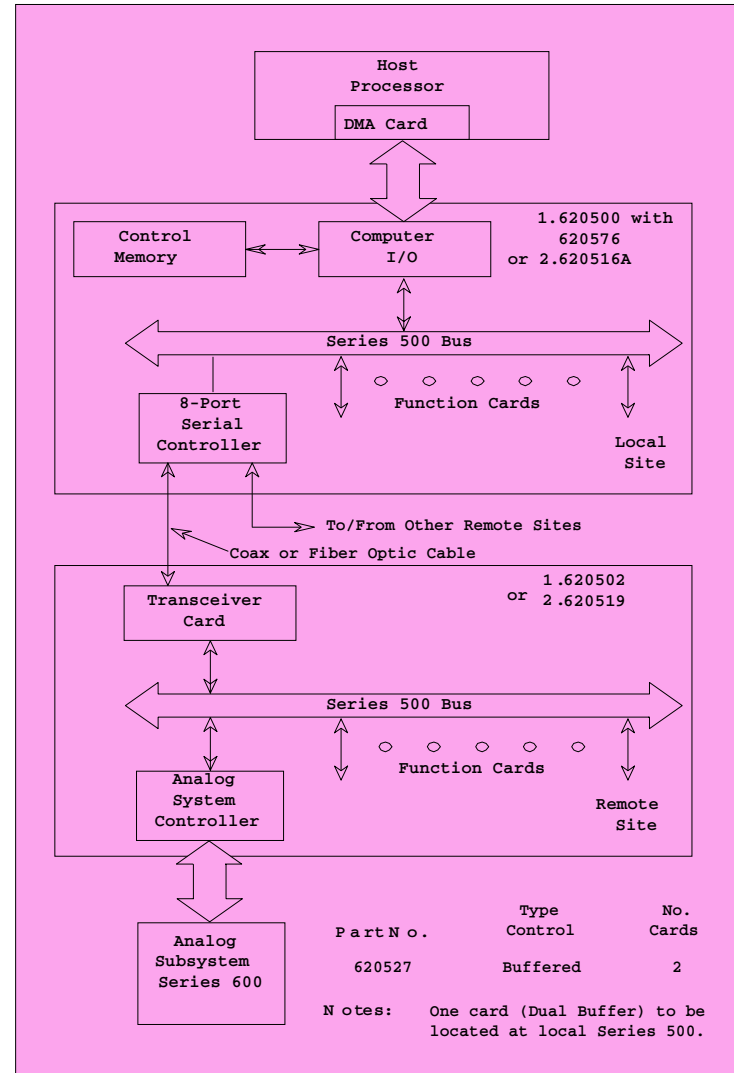 Host
Processor
DMA Card
Control
Memory
Computer
I/O
1.620500 with
620576
or 2.620516A
Series 500 Bus
8-Port
Serial
Controller
Function Cards
Local
Site
To/From Other Remote Sites
Coax or Fiber Optic Cable
Transceiver
Card
1.620502
or 2.620519
Series 500 Bus
Function Cards
Analog
System
Controller
Remote
Site
Analog
Subsystem
Series 600
Part No. Type Control No. Cards
620527 Buffered 2
Notes: One card (Dual Buffer) to be
located at local Series 500.